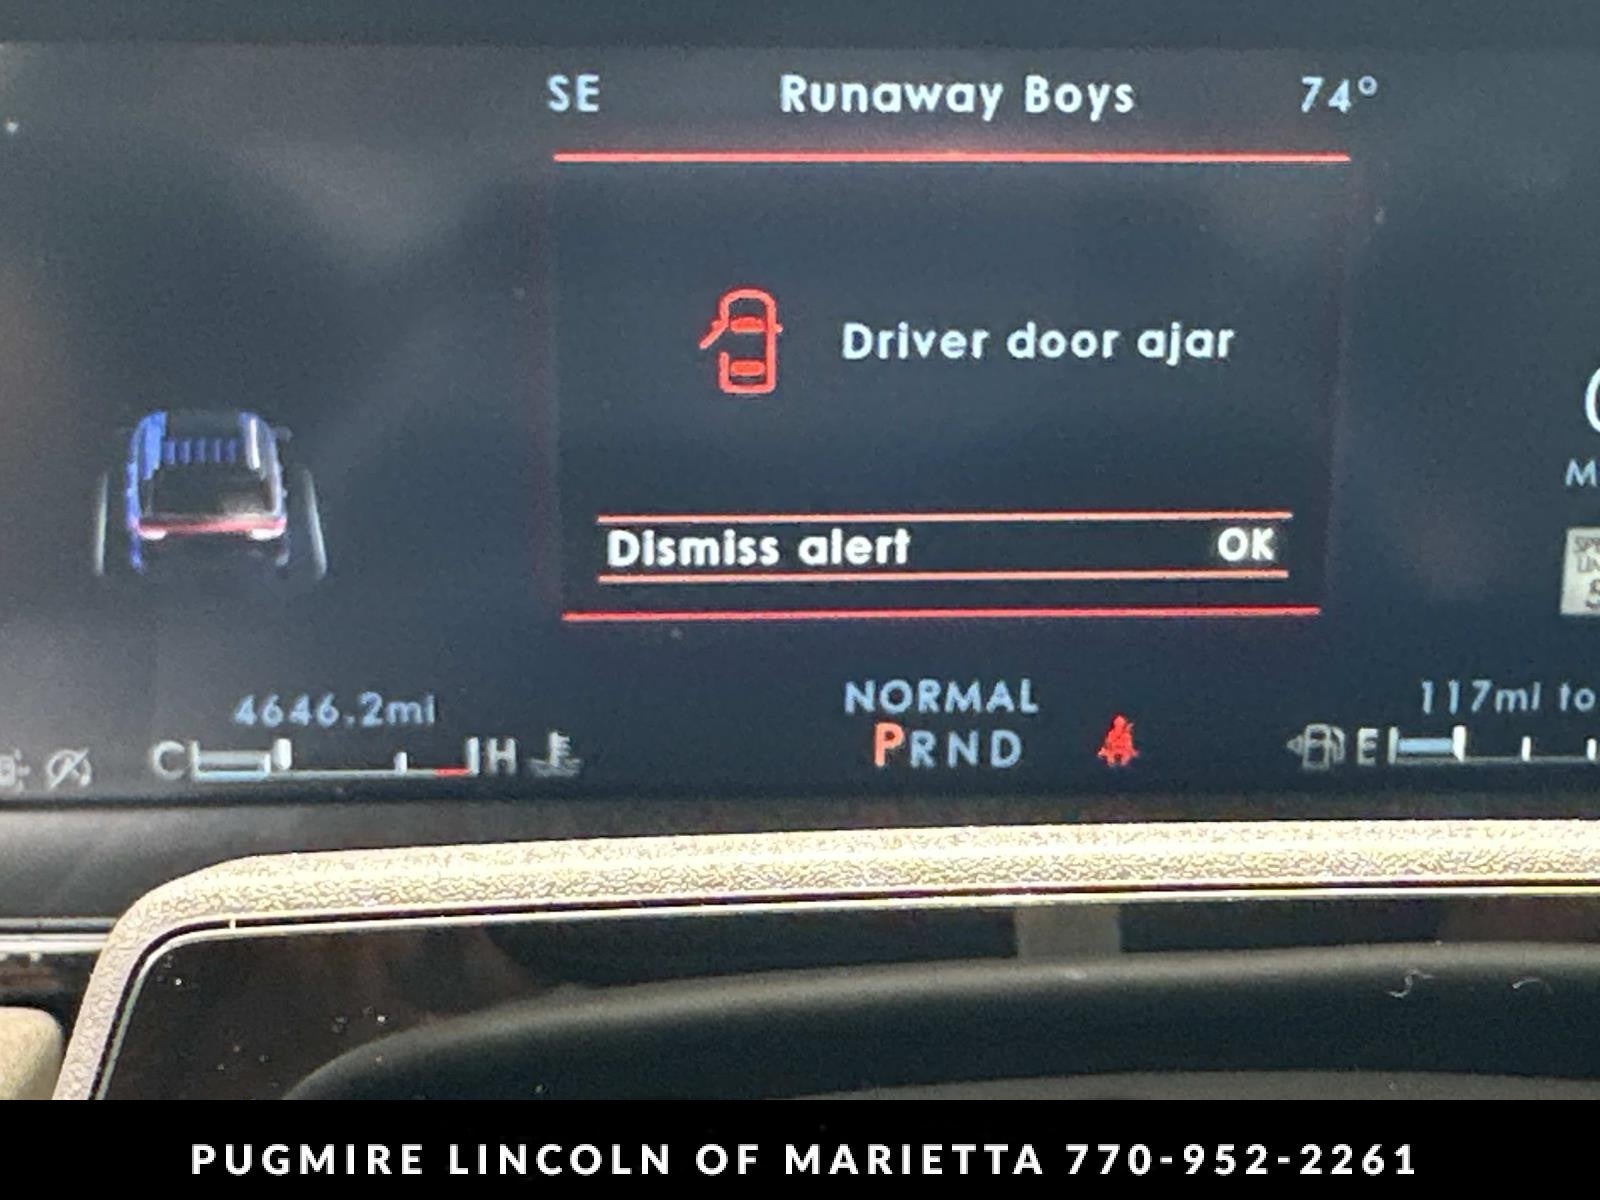 SE Runaway Boys 74°
Driver door ajar
Dismiss alert OK
4646.2mi
NORMAL
117mi to
C H
PRND
E
PUGMIRE LINCOLN OF MARIETTA 770-952-2261